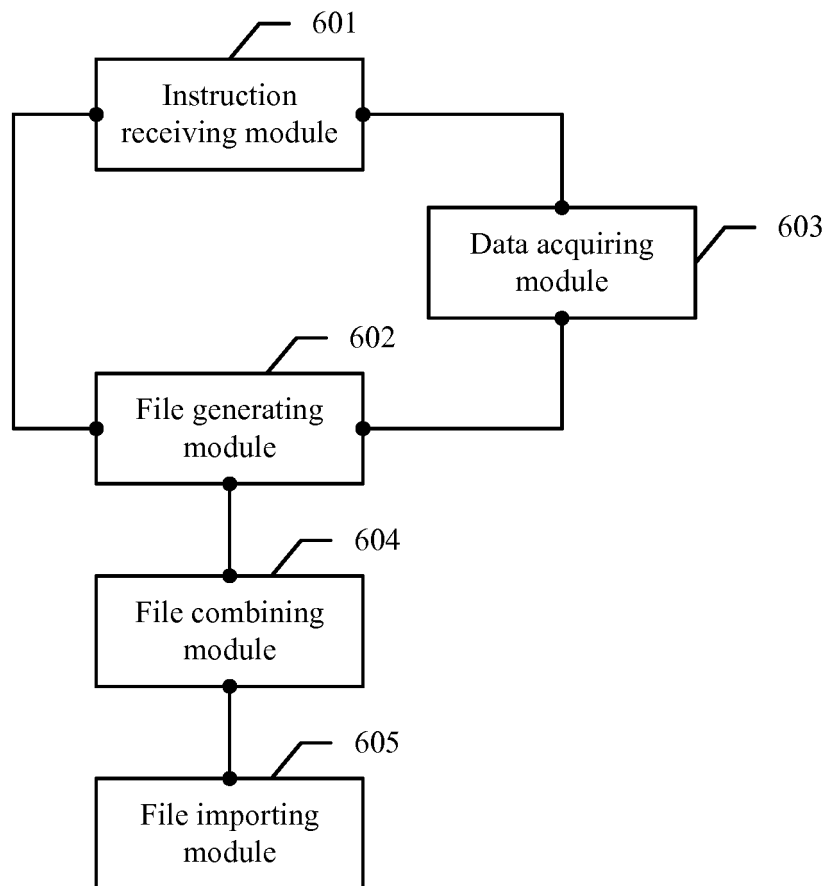 601
Instruction
receiving module
603
Data acquiring
module
602
File generating
module
604
File combining
module
605
File importing
module